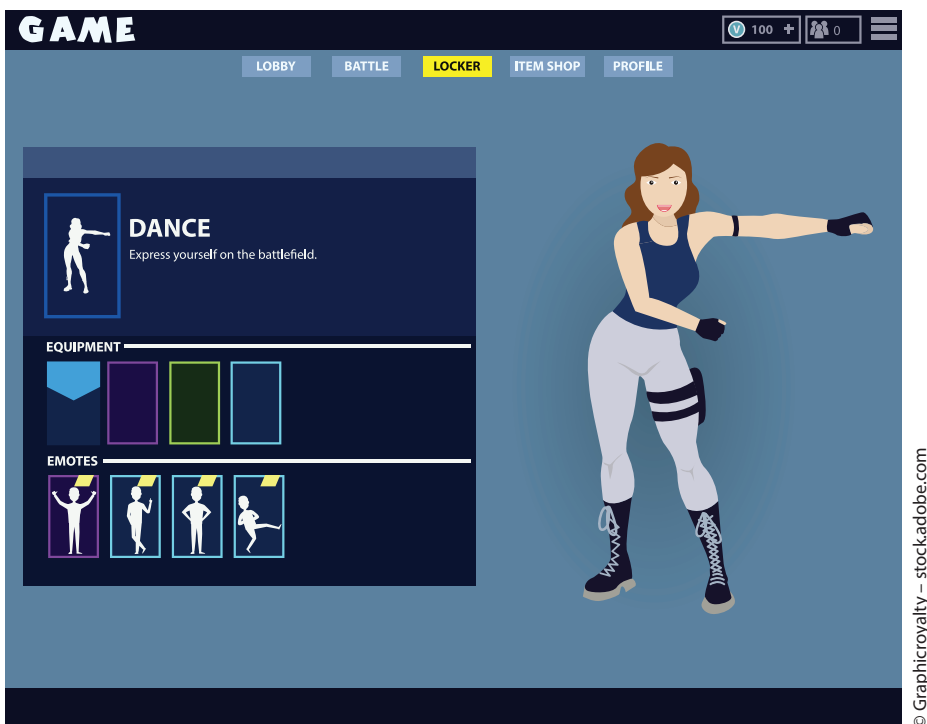 GAME
V 100 + 0
LOBBY BATTLE LOCKER ITEM SHOP PROFILE
DANCE
Express yourself on the battlefield.
EQUIPMENT
EMOTES
© Graphicroyalty – stock.adobe.com